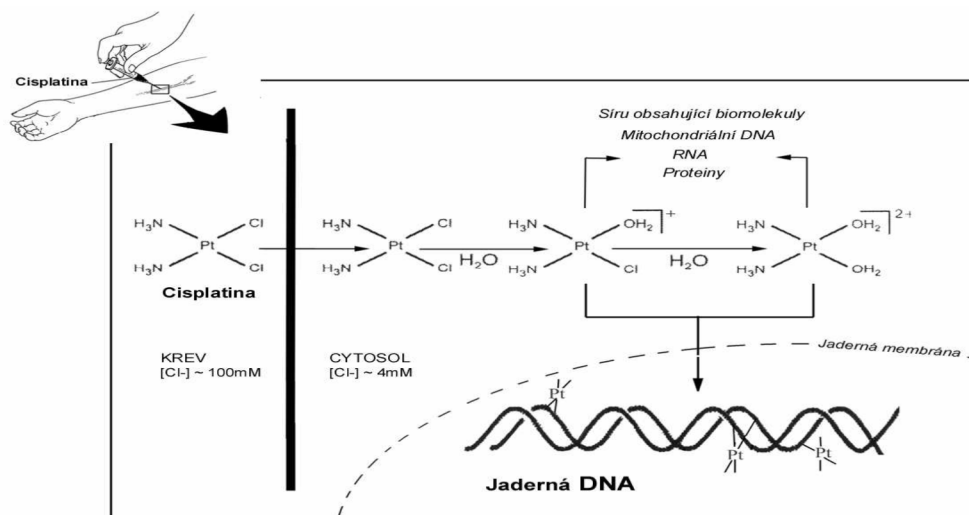 Cisplatina
Síru obsahující biomolekuly
Mitochondriální DNA
RNA
Proteiny
H₃N Cl
Pt
H₃N Cl
Cisplatina
H₃N Cl
Pt
H₃N Cl
H₂O
H₃N OH₂ +
Pt
H₃N Cl
H₂O
H₃N OH₂ 2+
Pt
H₃N OH₂
KREV
[Cl-] ~ 100mM
CYTOSOL
[Cl-] ~ 4mM
Jaderná membrána
Pt
Pt
Pt
Jaderná DNA